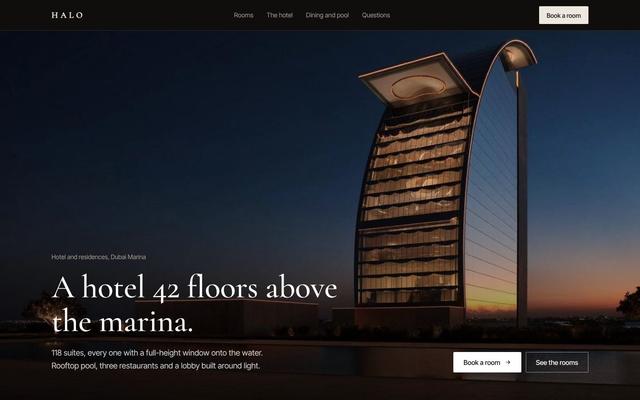 HALO
Rooms
The hotel
Dining and pool
Questions
Book a room
Hotel and residences, Dubai Marina
A hotel 42 floors above
the marina.
118 suites, every one with a full-height window onto the water.
Rooftop pool, three restaurants and a lobby built around light.
Book a room →
See the rooms